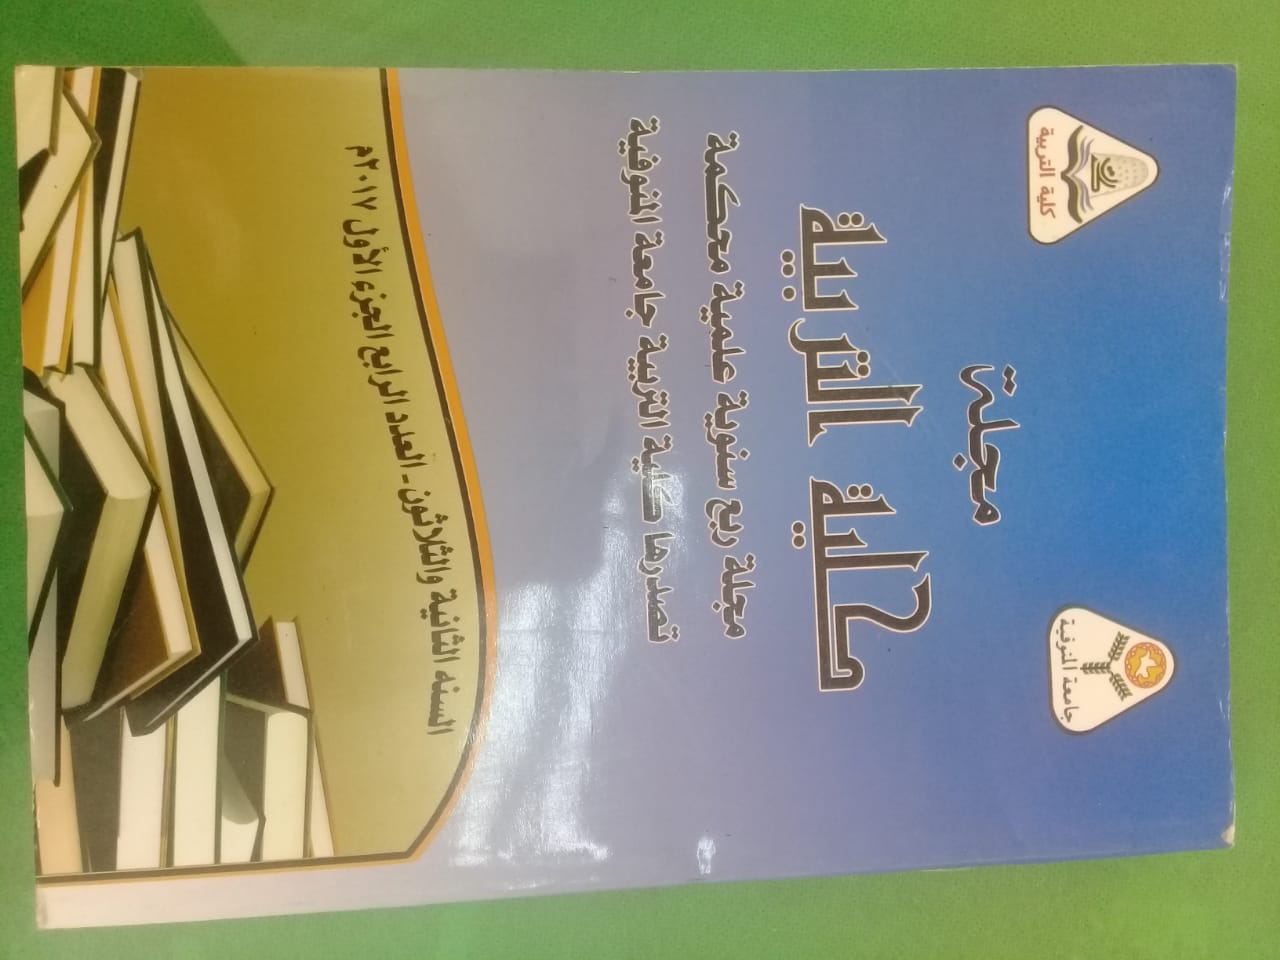 كلية التربية
جامعة المنوفية
مجلة
كلية التربية
مجلة ربع سنوية علمية محكمة
تصدرها كلية التربية جامعة المنوفية
السنه الثانية والثلاثون - العدد الرابع الجزء الأول ٢٠١٧م